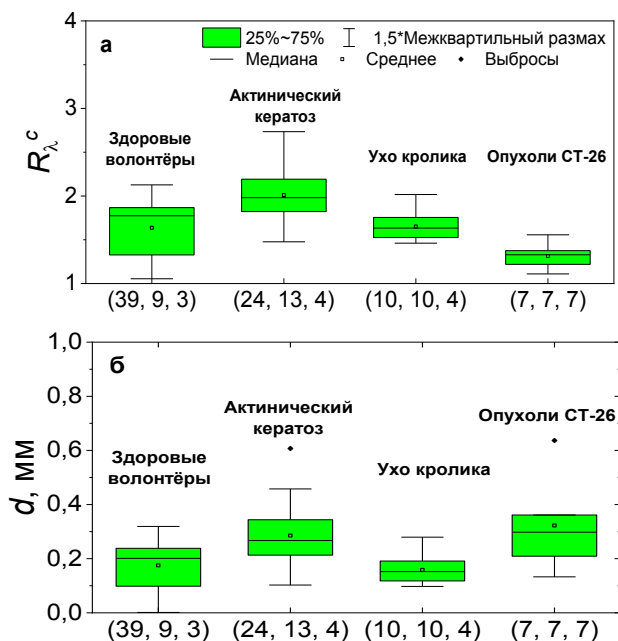 4
а
25%~75%
1,5*Межквартильный размах
Медиана
Среднее
Выбросы
Актинический
кератоз
Здоровые
волонтёры
Ухо кролика
Опухоли СТ-26
3
2
1
Rλc
(39, 9, 3) (24, 13, 4) (10, 10, 4) (7, 7, 7)
1,0
б
Актинический
кератоз
Опухоли СТ-26
Здоровые
волонтёры
Ухо кролика
0,8
0,6
0,4
0,2
0,0
d, мм
(39, 9, 3) (24, 13, 4) (10, 10, 4) (7, 7, 7)